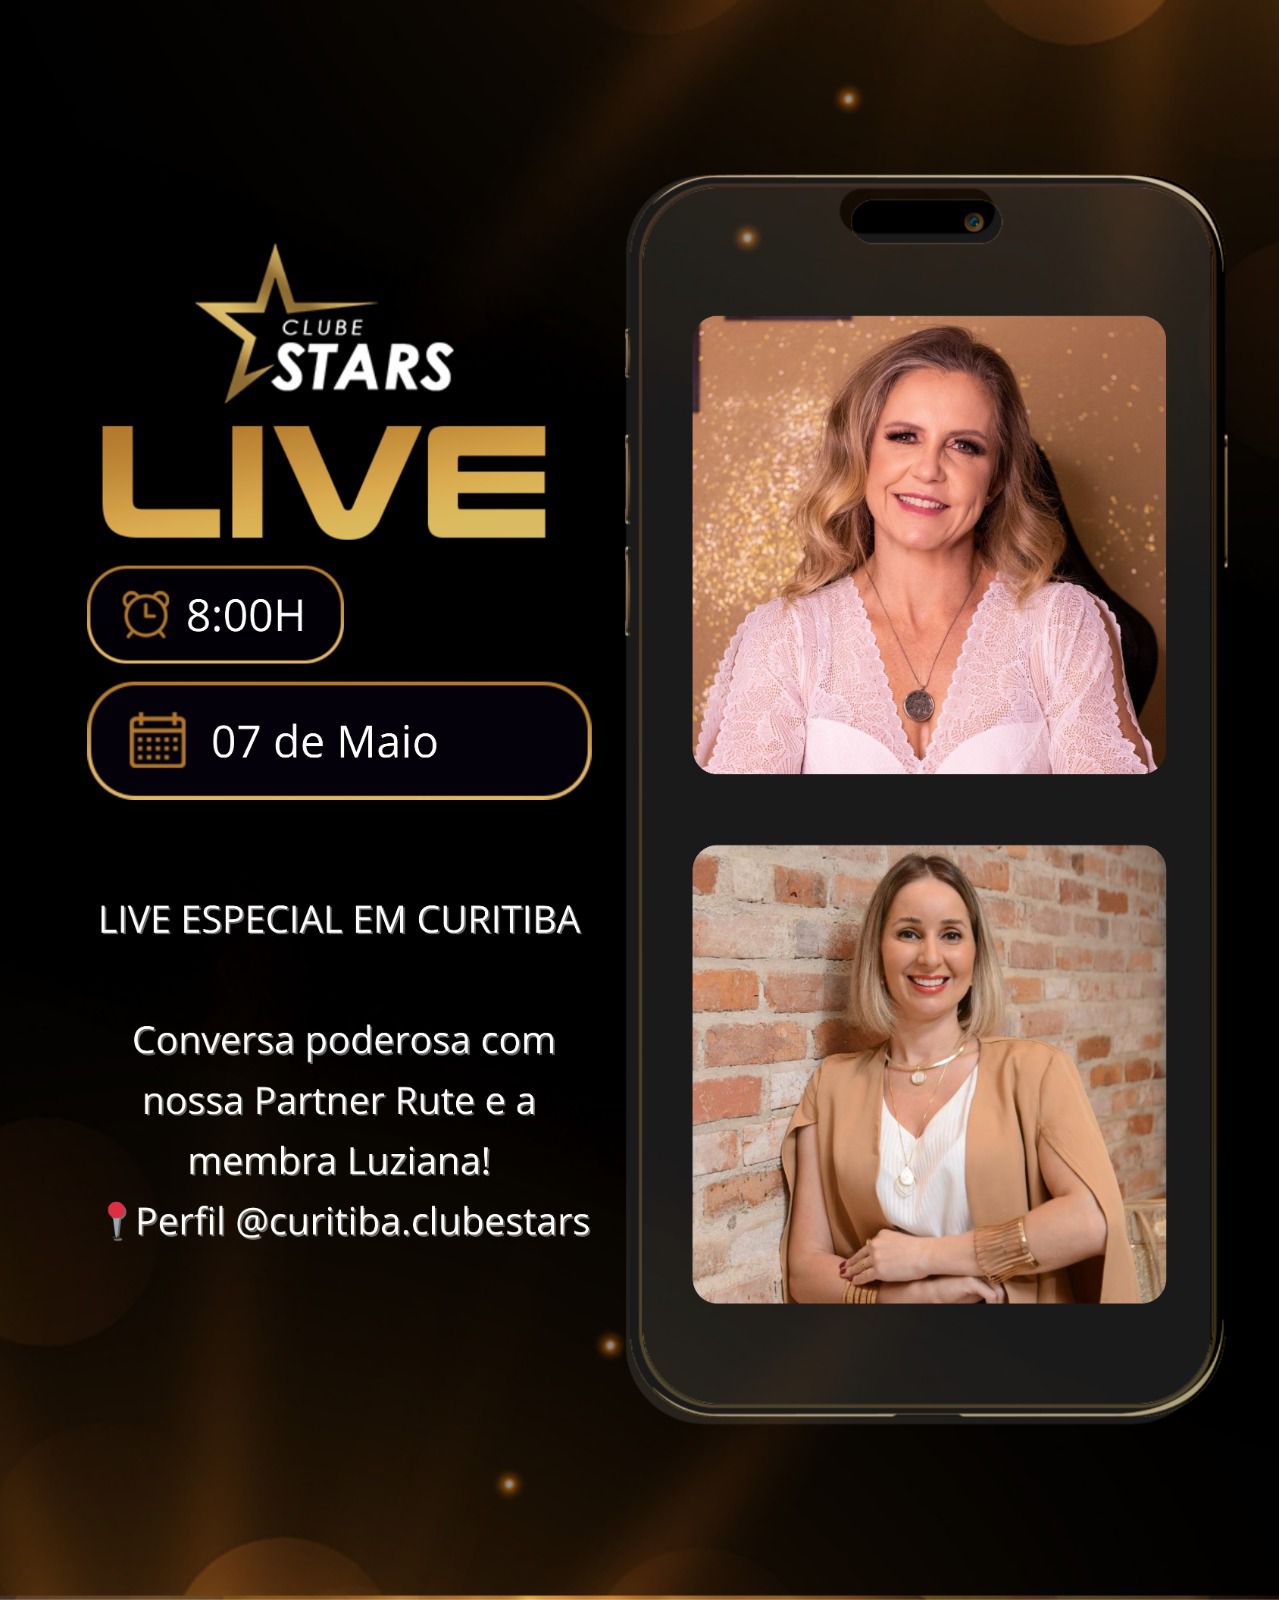 CLUBE
STARS
LIVE
8:00H
07 de Maio
LIVE ESPECIAL EM CURITIBA
Conversa poderosa com
nossa Partner Rute e a
membra Luziana!
📍Perfil @curitiba.clubestars